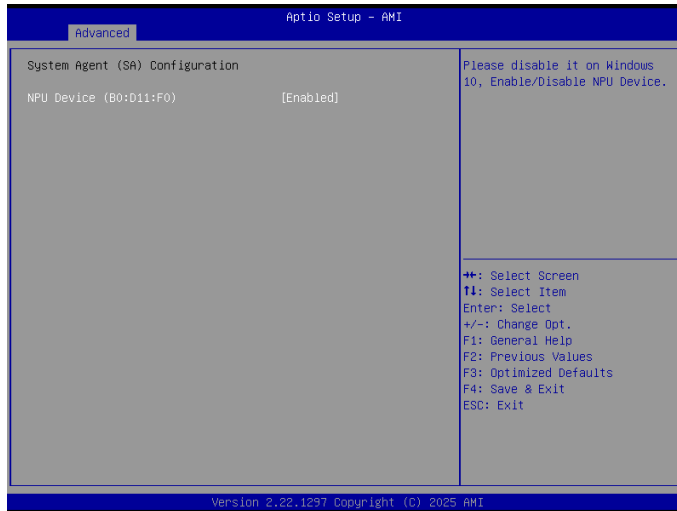 Aptio Setup – AMI
Advanced
System Agent (SA) Configuration
NPU Device (B0:D11:F0) [Enabled]
Please disable it on Windows
10, Enable/Disable NPU Device.
→←: Select Screen
↑↓: Select Item
Enter: Select
+/-: Change Opt.
F1: General Help
F2: Previous Values
F3: Optimized Defaults
F4: Save & Exit
ESC: Exit
Version 2.22.1297 Copyright (C) 2025 AMI